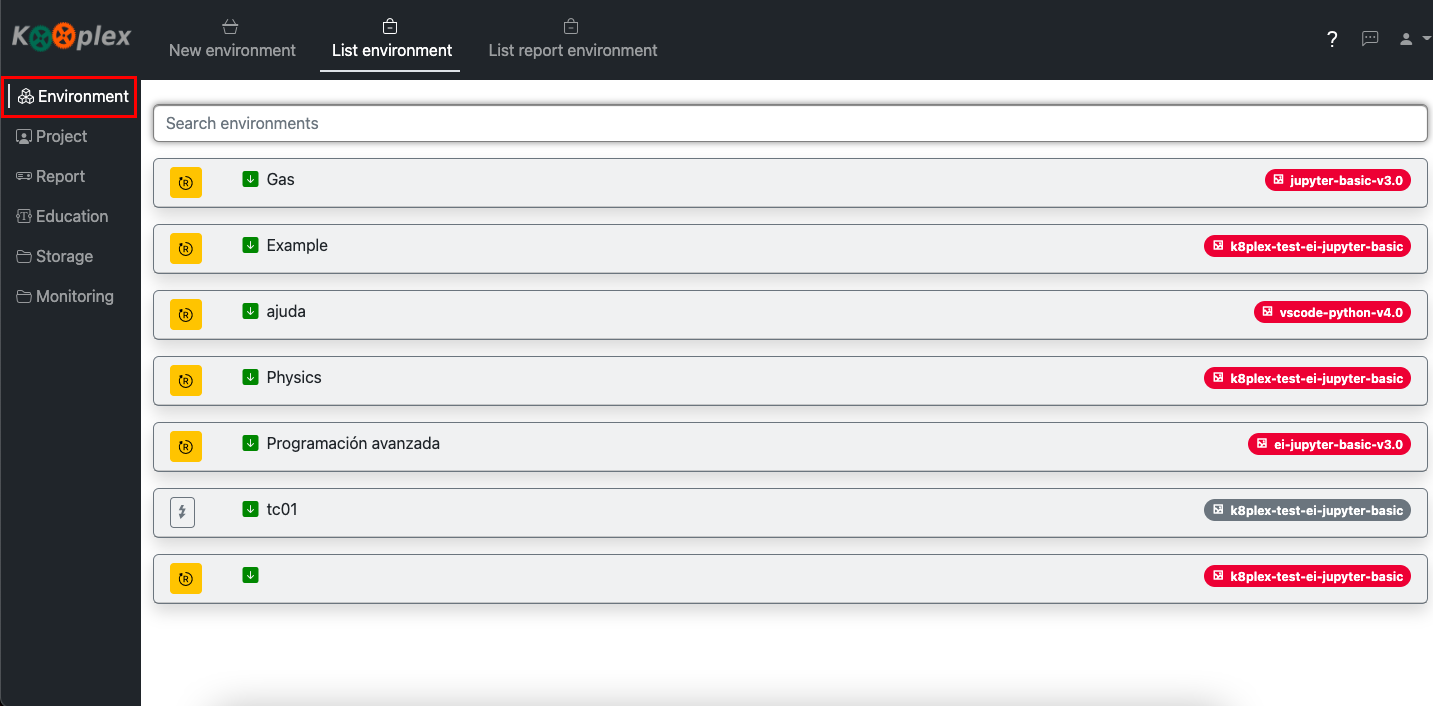 Kooplex
New environment
List environment
List report environment
?
Environment
Project
Report
Education
Storage
Monitoring
Search environments
R Gas jupyter-basic-v3.0
R Example k8plex-test-ei-jupyter-basic
R ajuda vscode-python-v4.0
R Physics k8plex-test-ei-jupyter-basic
R Programación avanzada ei-jupyter-basic-v3.0
tc01 k8plex-test-ei-jupyter-basic
R k8plex-test-ei-jupyter-basic